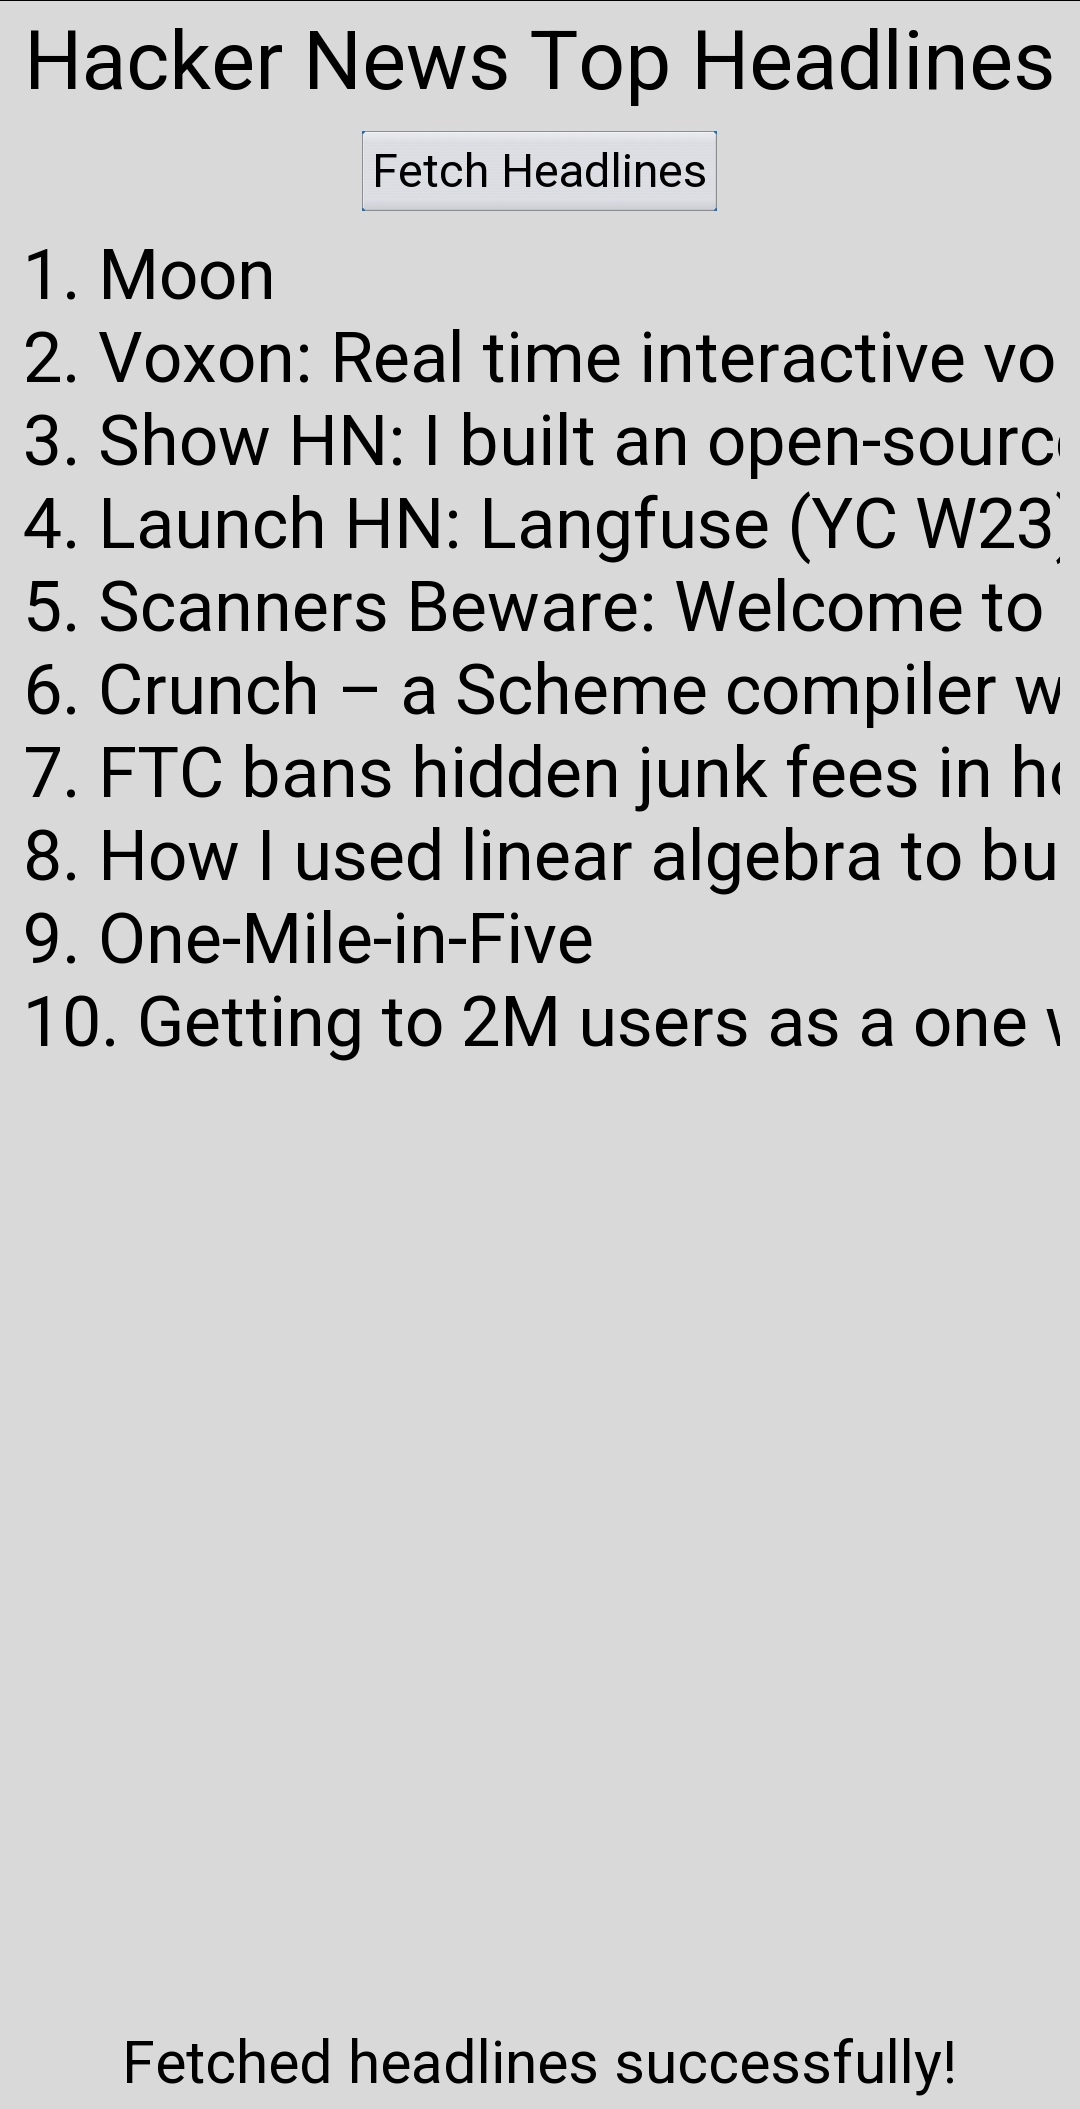 Hacker News Top Headlines
Fetch Headlines
1. Moon
2. Voxon: Real time interactive vo
3. Show HN: I built an open-sourc
4. Launch HN: Langfuse (YC W23)
5. Scanners Beware: Welcome to
6. Crunch – a Scheme compiler w
7. FTC bans hidden junk fees in ho
8. How I used linear algebra to bu
9. One-Mile-in-Five
10. Getting to 2M users as a one
Fetched headlines successfully!